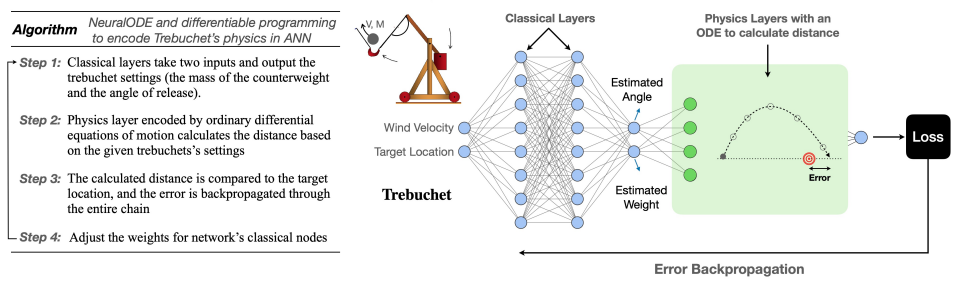 Algorithm
NeuralODE and differentiable programming
to encode Trebuchet's physics in ANN
Step 1: Classical layers take two inputs and output the
trebuchet settings (the mass of the counterweight
and the angle of release).
Step 2: Physics layer encoded by ordinary differential
equations of motion calculates the distance based
on the given trebuchets's settings
Step 3: The calculated distance is compared to the target
location, and the error is backpropagated through
the entire chain
Step 4: Adjust the weights for network's classical nodes
V, M
Wind Velocity
Target Location
Trebuchet
Classical Layers
Estimated
Angle
Estimated
Weight
Physics Layers with an
ODE to calculate distance
Error
Loss
Error Backpropagation